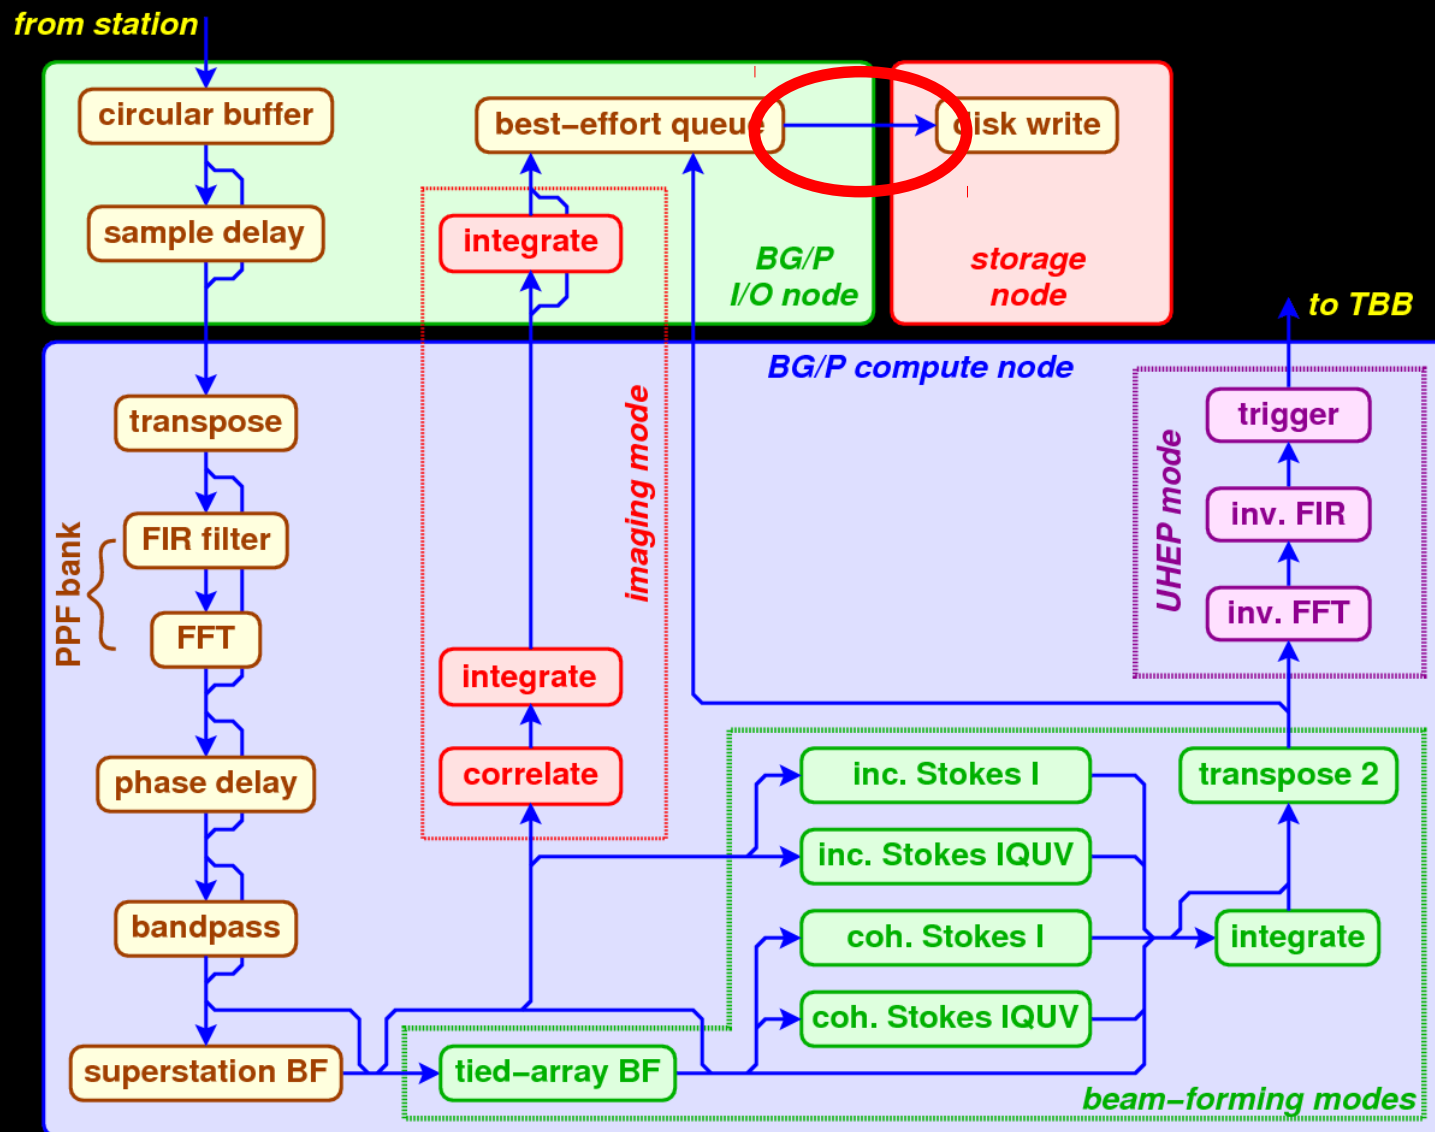 from station
circular buffer
best–effort queue
disk write
sample delay
integrate
BG/P
I/O node
storage
node
to TBB
BG/P compute node
transpose
trigger
imaging mode
UHEP mode
FIR filter
inv. FIR
PPF bank
FFT
inv. FFT
integrate
phase delay
correlate
inc. Stokes I
transpose 2
inc. Stokes IQUV
bandpass
coh. Stokes I
integrate
coh. Stokes IQUV
superstation BF
tied–array BF
beam–forming modes